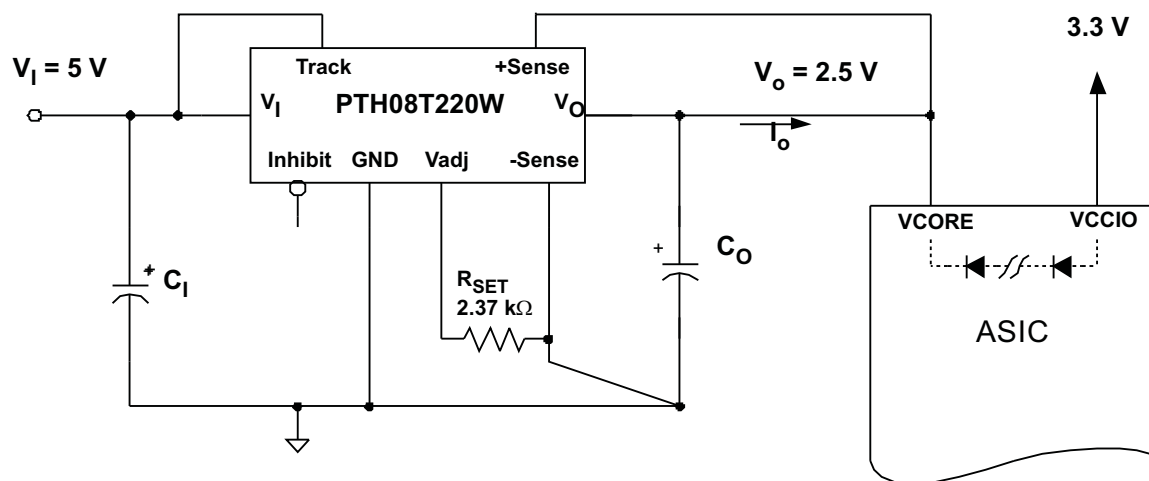 3.3 V
V_I = 5 V
Track
+Sense
V_o = 2.5 V
V_I
PTH08T220W
V_O
I_o
Inhibit
GND
Vadj
-Sense
VCORE
VCCIO
+
C_I
+
C_O
R_SET
2.37 kΩ
ASIC